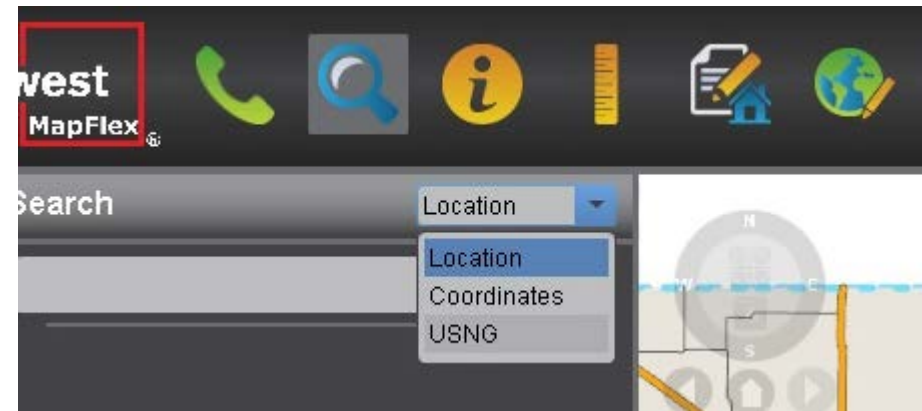 west
MapFlex ®
Search
Location
Location
Coordinates
USNG
N
W
E
S